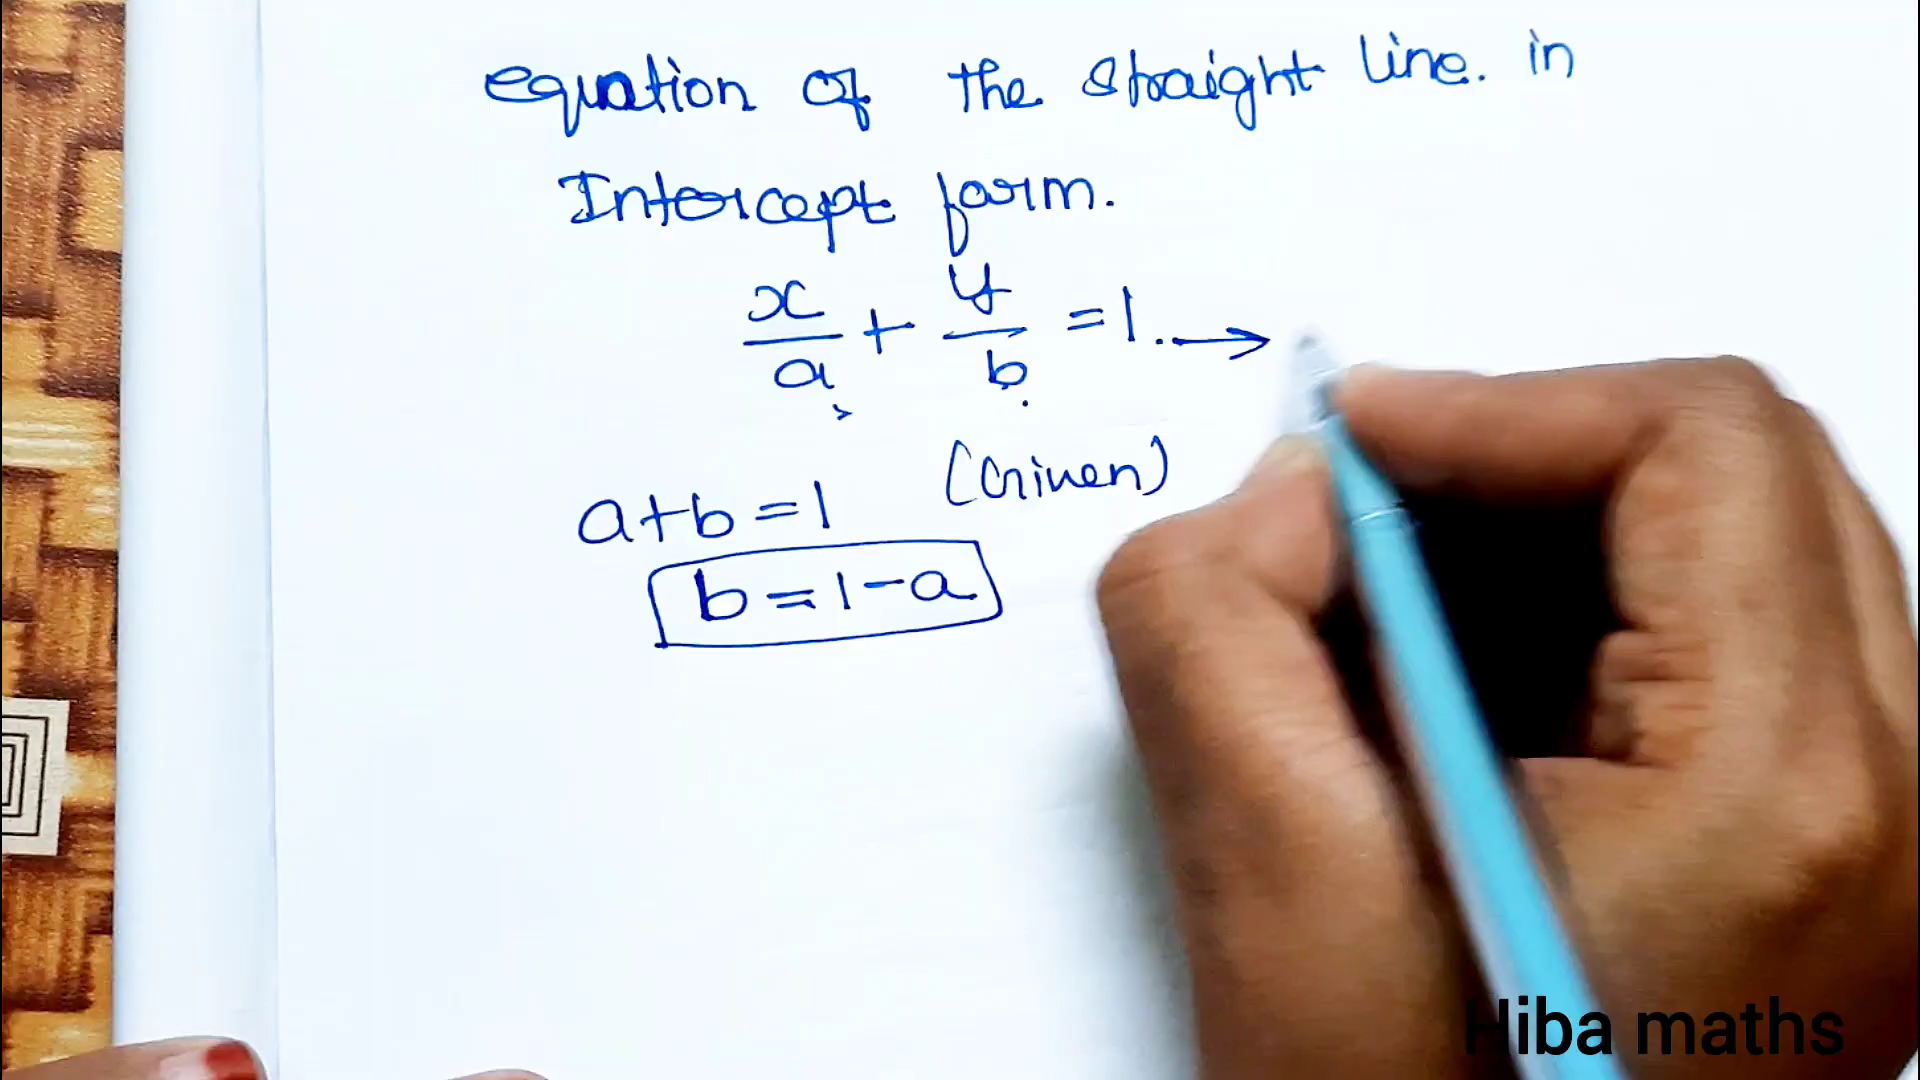 equation of the straight line. in
Intercept form.
x/a + y/b = 1. →
a+b=1 (Given)
b=1-a
Hiba maths